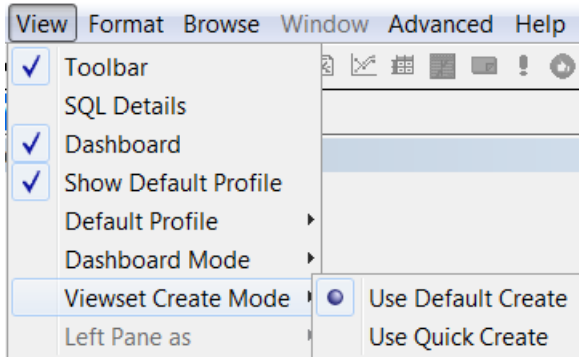 View Format Browse Window Advanced Help
Toolbar
SQL Details
Dashboard
Show Default Profile
Default Profile
Dashboard Mode
Viewset Create Mode Use Default Create
Left Pane as Use Quick Create